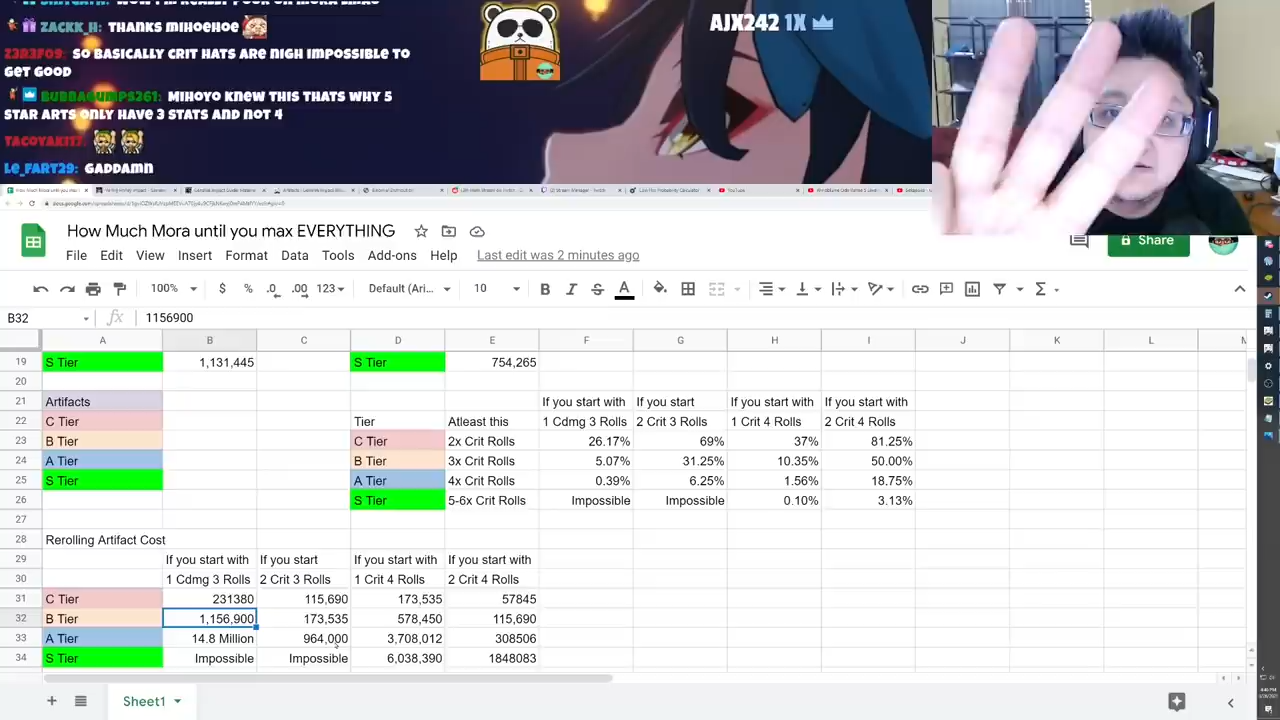 ZACKK_H: THANKS MIHOEHOE
Z3R3F09: SO BASICALLY CRIT HATS ARE NIGH IMPOSSIBLE TO
GET GOOD
BUBBAGUMPS261: MIHOYO KNEW THIS THATS WHY 5
STAR ARTS ONLY HAVE 3 STATS AND NOT 4
TACOYAKI17:
LE_FART29: GADDAMN
AJX242 1X
How Much Mora until you max EVERYTHING
Share
File Edit View Insert Format Data Tools Add-ons Help Last edit was 2 minutes ago
100% $ % .0 .00 123 Default (Ari... 10 B I S A
B32 fx 1156900
A B C D E F G H I J K L M
19 S Tier 1,131,445 S Tier 754,265
20
21 Artifacts If you start with If you start If you start with If you start with
22 C Tier Tier Atleast this 1 Cdmg 3 Rolls 2 Crit 3 Rolls 1 Crit 4 Rolls 2 Crit 4 Rolls
23 B Tier C Tier 2x Crit Rolls 26.17% 69% 37% 81.25%
24 A Tier B Tier 3x Crit Rolls 5.07% 31.25% 10.35% 50.00%
25 S Tier A Tier 4x Crit Rolls 0.39% 6.25% 1.56% 18.75%
26 S Tier 5-6x Crit Rolls Impossible Impossible 0.10% 3.13%
27
28 Rerolling Artifact Cost
29 If you start with If you start If you start with If you start with
30 1 Cdmg 3 Rolls 2 Crit 3 Rolls 1 Crit 4 Rolls 2 Crit 4 Rolls
31 C Tier 231380 115,690 173,535 57845
32 B Tier 1,156,900 173,535 578,450 115,690
33 A Tier 14.8 Million 964,000 3,708,012 308506
34 S Tier Impossible Impossible 6,038,390 1848083
Sheet1